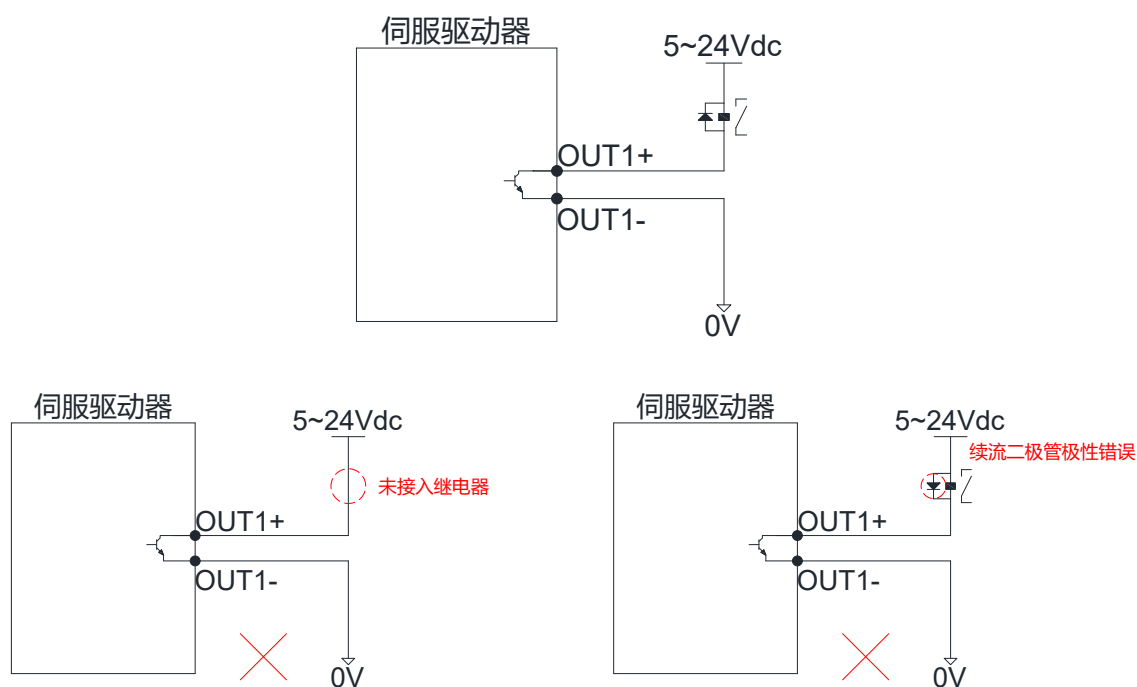 伺服驱动器
5~24Vdc
OUT1+
OUT1-
0V
伺服驱动器
5~24Vdc
未接入继电器
OUT1+
OUT1-
0V
伺服驱动器
5~24Vdc
续流二极管极性错误
OUT1+
OUT1-
0V